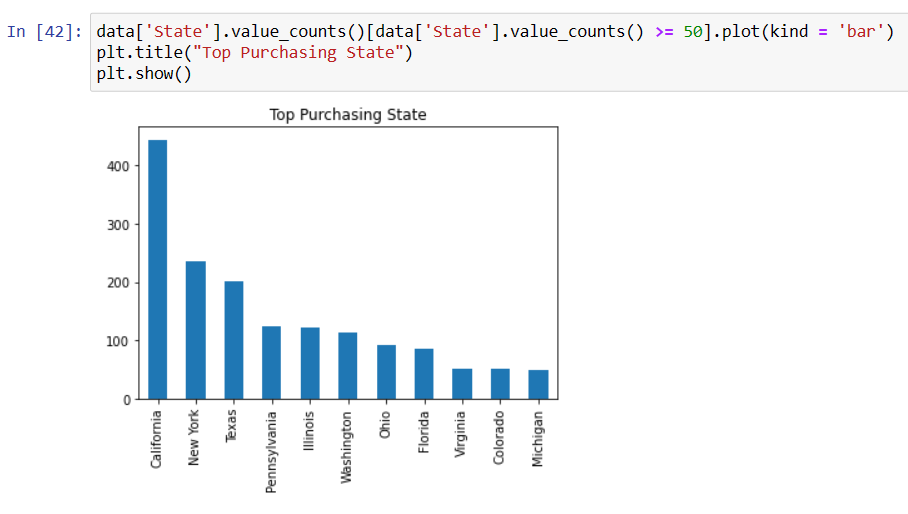 In [42]: data['State'].value_counts()[data['State'].value_counts() >= 50].plot(kind = 'bar')
plt.title("Top Purchasing State")
plt.show()
Top Purchasing State
400
300
200
100
0
California
New York
Texas
Pennsylvania
Illinois
Washington
Ohio
Florida
Virginia
Colorado
Michigan